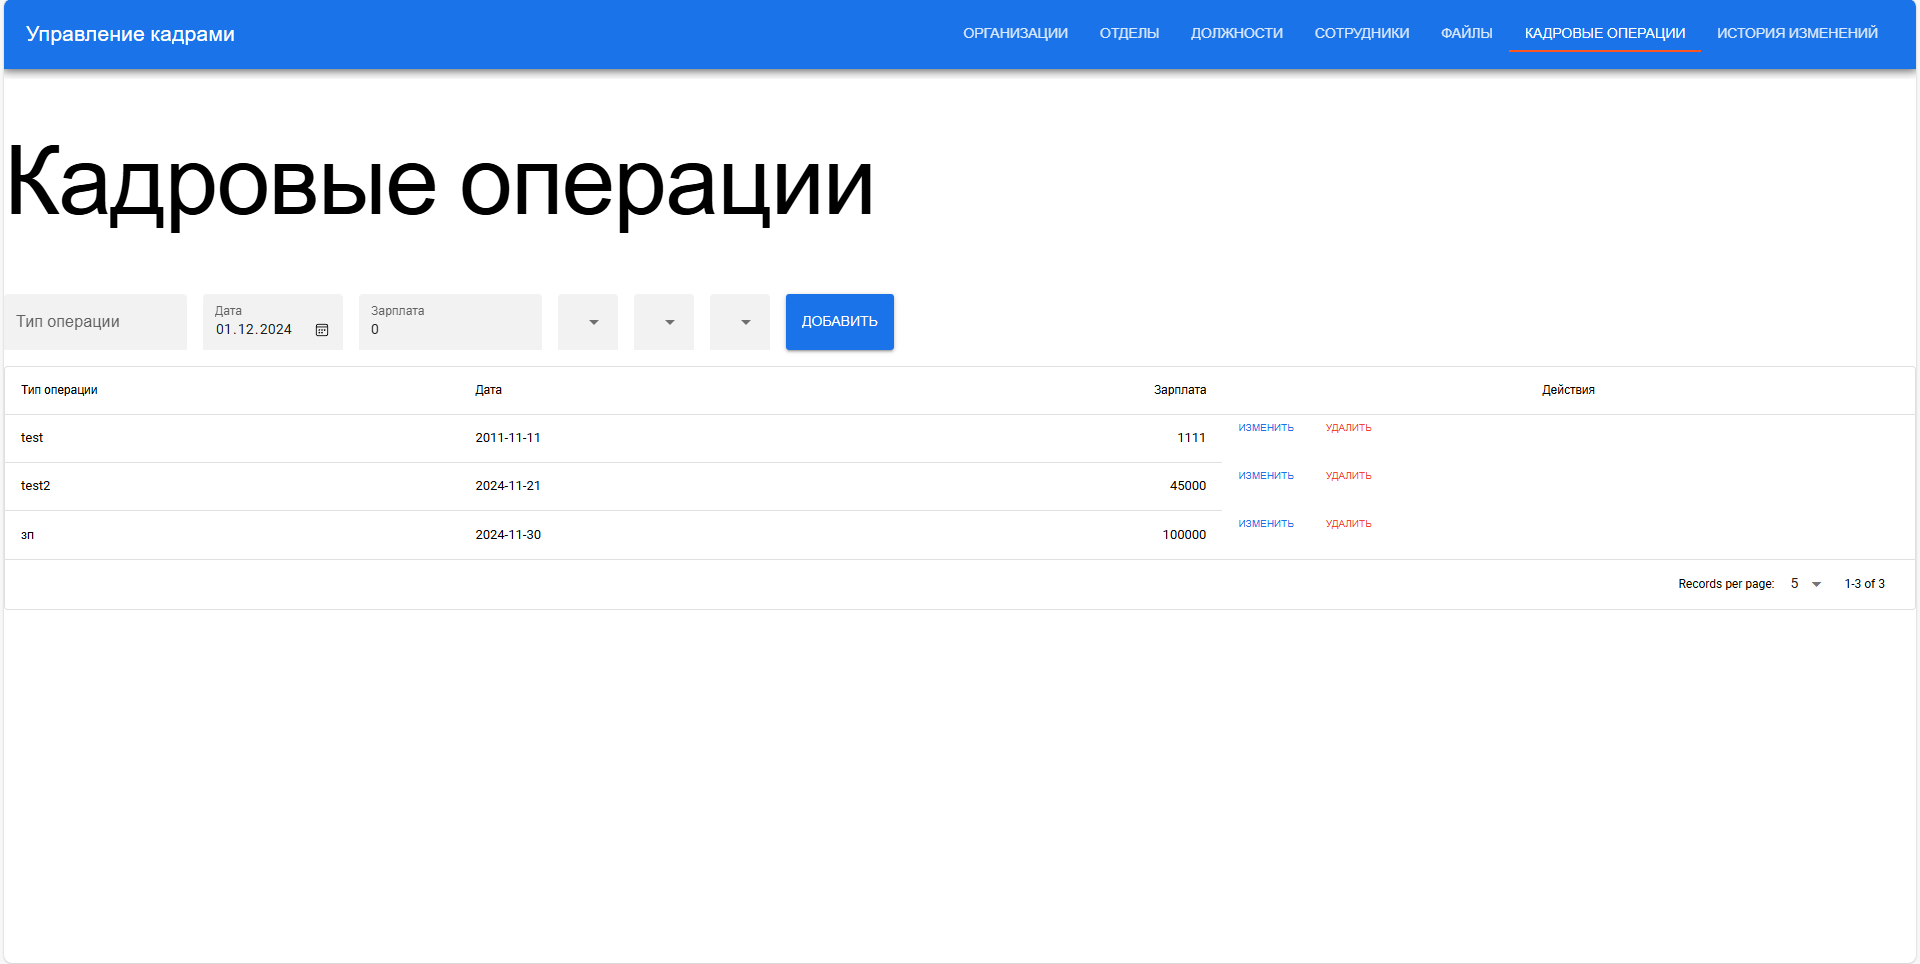 Управление кадрами
ОРГАНИЗАЦИИ ОТДЕЛЫ ДОЛЖНОСТИ СОТРУДНИКИ ФАЙЛЫ КАДРОВЫЕ ОПЕРАЦИИ ИСТОРИЯ ИЗМЕНЕНИЙ
Кадровые операции
Тип операции
Дата
01.12.2024
Зарплата
0
ДОБАВИТЬ
Тип операции Дата Зарплата Действия
test 2011-11-11 1111 ИЗМЕНИТЬ УДАЛИТЬ
test2 2024-11-21 45000 ИЗМЕНИТЬ УДАЛИТЬ
зп 2024-11-30 100000 ИЗМЕНИТЬ УДАЛИТЬ
Records per page: 5 1-3 of 3